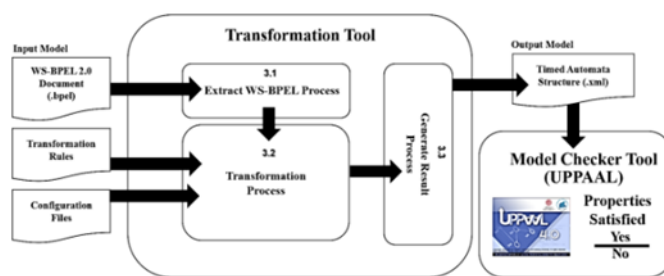 Transformation Tool
Input Model
Output Model
WS-BPEL 2.0
Document
(.bpel)
3.1
Extract WS-BPEL Process
Timed Automata
Structure (.xml)
Transformation
Rules
3.2
Transformation
Process
3.3
Generate Result
Process
Configuration
Files
Model Checker Tool
(UPPAAL)
UPPAAL
4.0
Properties
Satisfied
Yes
No